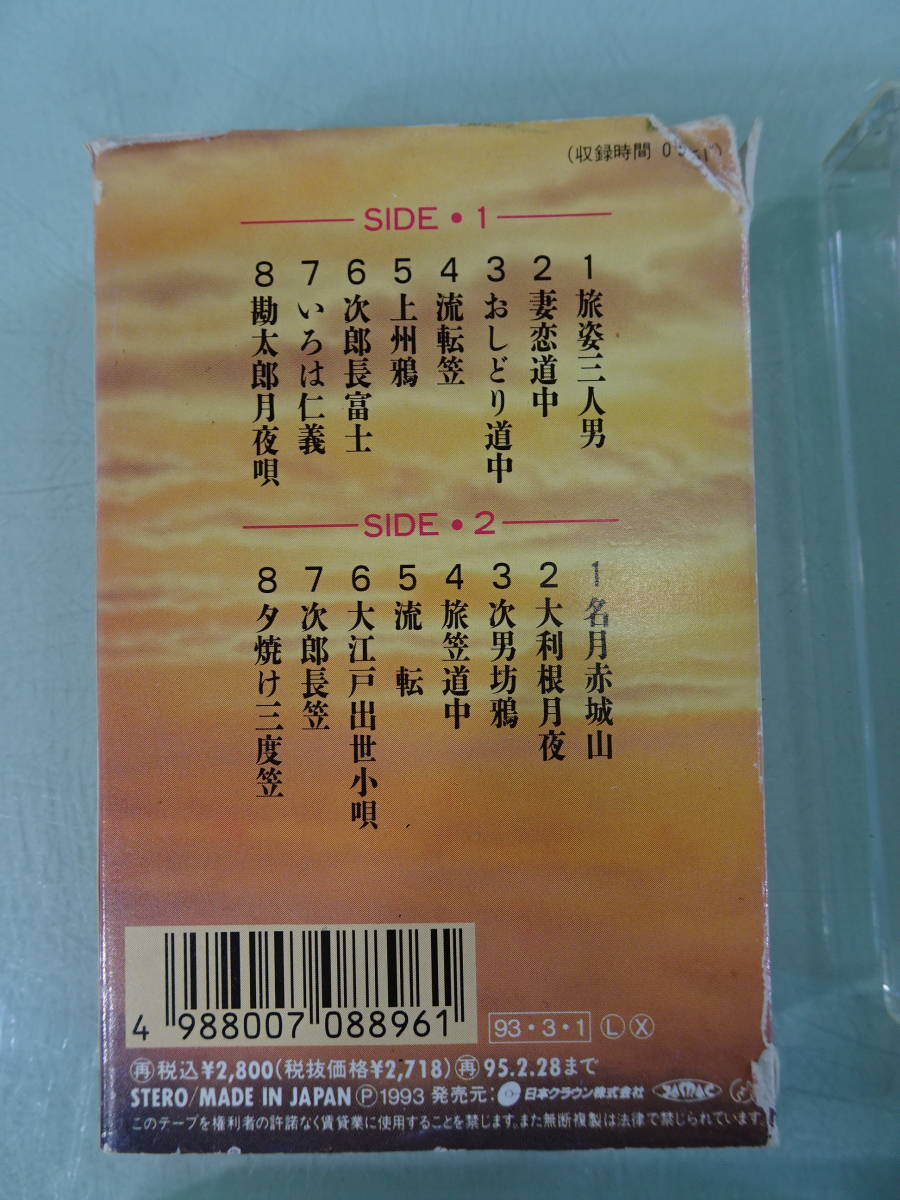 (収録時間
SIDE・1
1 旅姿三人男
2 妻恋道中
3 おしどり道中
4 流転笠
5 上州鴉
6 次郎長富士
7 いろは仁義
8 勘太郎月夜唄
SIDE・2
1 名月赤城山
2 大利根月夜
3 次男坊鴉
4 旅笠道中
5 流 転
6 大江戸出世小唄
7 次郎長笠
8 夕焼け三度笠
4 988007 088961
93・3・1 Ⓛ Ⓧ
再税込¥2,800(税抜価格¥2,718)再95.2.28まで
STERO/MADE IN JAPAN Ⓟ1993 発売元: 日本クラウン株式会社 JASRAC
このテープを権利者の許諾なく賃貸業に使用することを禁じます。また無断複製は法律で禁じられています。